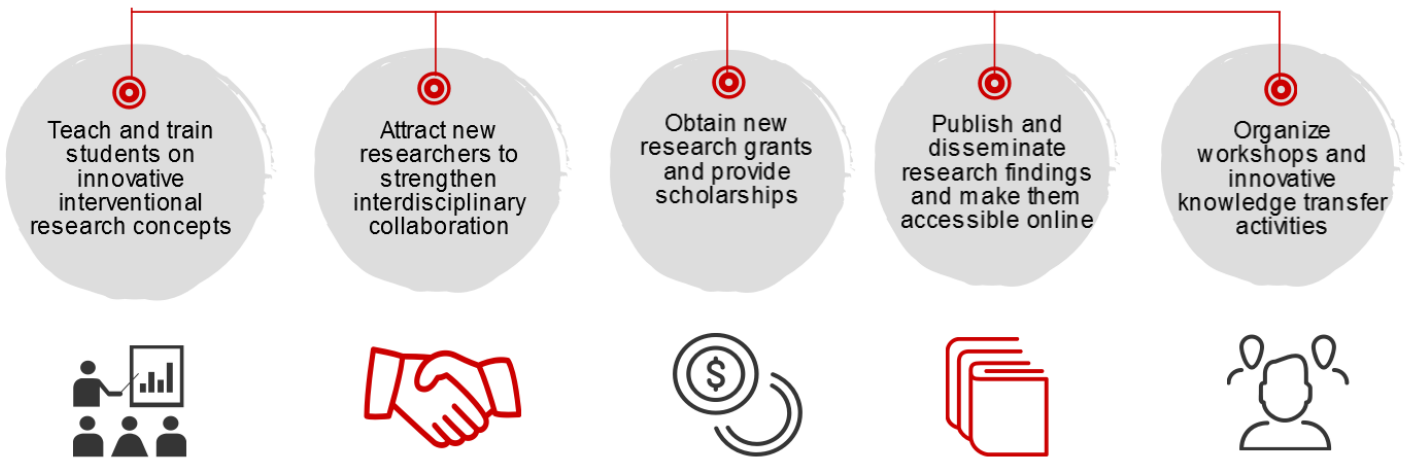 Teach and train
students on
innovative
interventional
research concepts
Attract new
researchers to
strengthen
interdisciplinary
collaboration
Obtain new
research grants
and provide
scholarships
Publish and
disseminate
research findings
and make them
accessible online
Organize
workshops and
innovative
knowledge transfer
activities
$